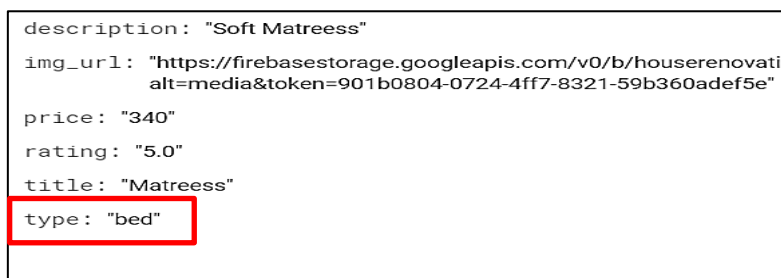 description: "Soft Matreess"
img_url: "https://firebasestorage.googleapis.com/v0/b/houserenovati
alt=media&token=901b0804-0724-4ff7-8321-59b360adef5e"
price: "340"
rating: "5.0"
title: "Matreess"
type: "bed"